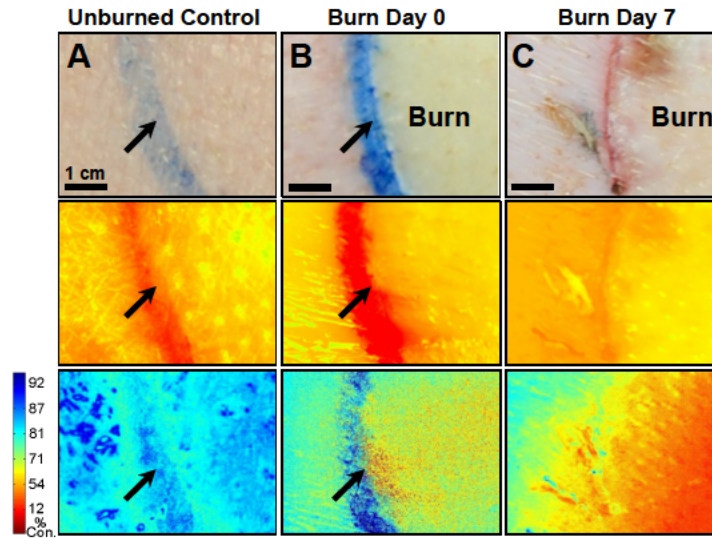 Unburned Control
Burn Day 0
Burn Day 7
A
B
C
Burn
Burn
1 cm
92
87
81
71
54
12
%
Con.